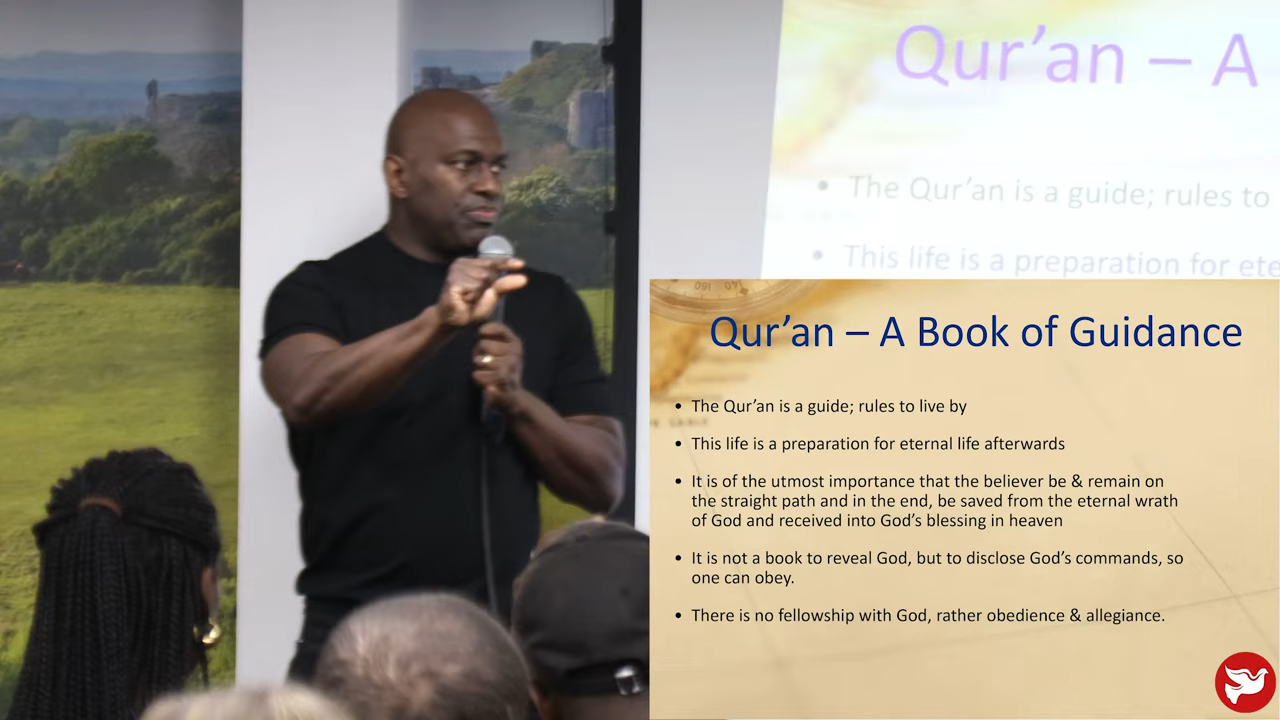 Qur’an – A
• The Qur’an is a guide; rules to
• This life is a preparation for ete
Qur’an – A Book of Guidance
• The Qur’an is a guide; rules to live by
• This life is a preparation for eternal life afterwards
• It is of the utmost importance that the believer be & remain on
the straight path and in the end, be saved from the eternal wrath
of God and received into God’s blessing in heaven
• It is not a book to reveal God, but to disclose God’s commands, so
one can obey.
• There is no fellowship with God, rather obedience & allegiance.